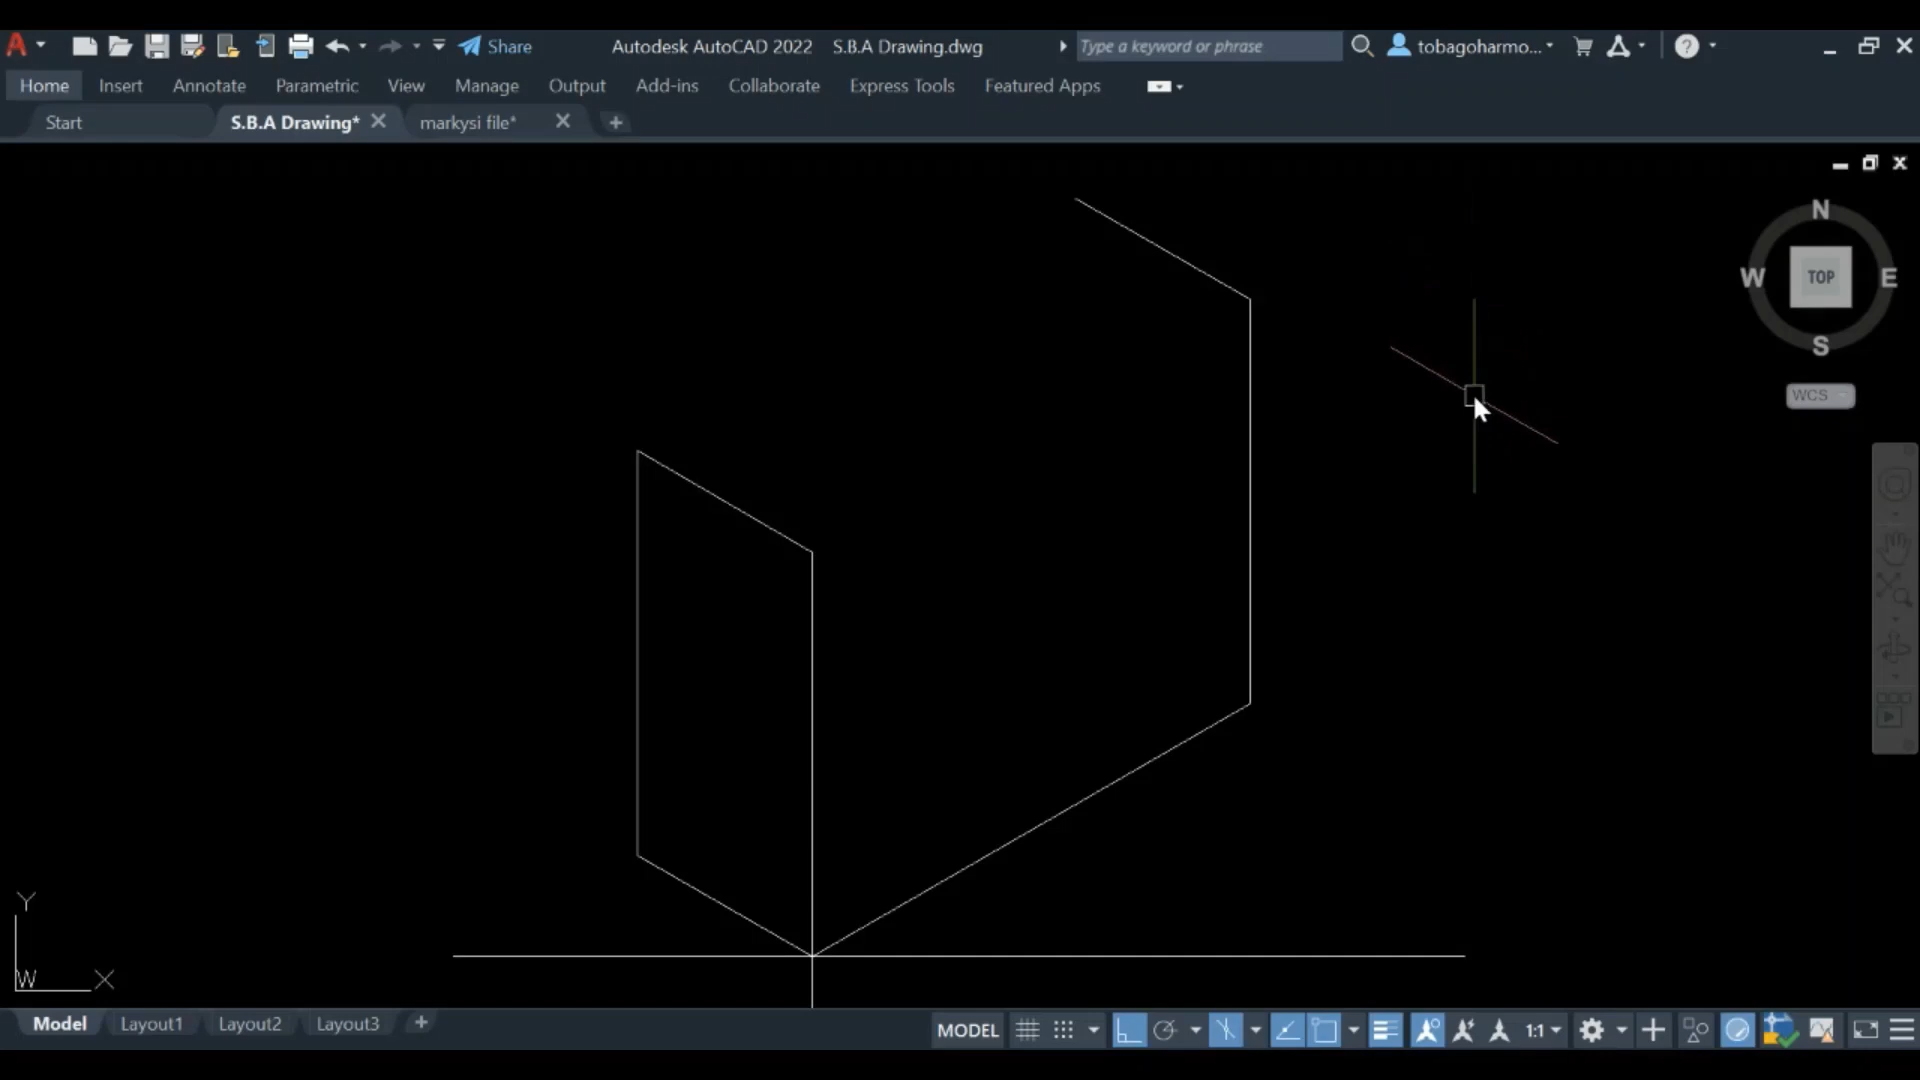 Share Autodesk AutoCAD 2022 S.B.A Drawing.dwg Type a keyword or phrase tobagoharmo...
Home Insert Annotate Parametric View Manage Output Add-ins Collaborate Express Tools Featured Apps
Start S.B.A Drawing* markysi file*
N
W TOP E
S
WCS
Y
W X
Model Layout1 Layout2 Layout3 MODEL 1:1